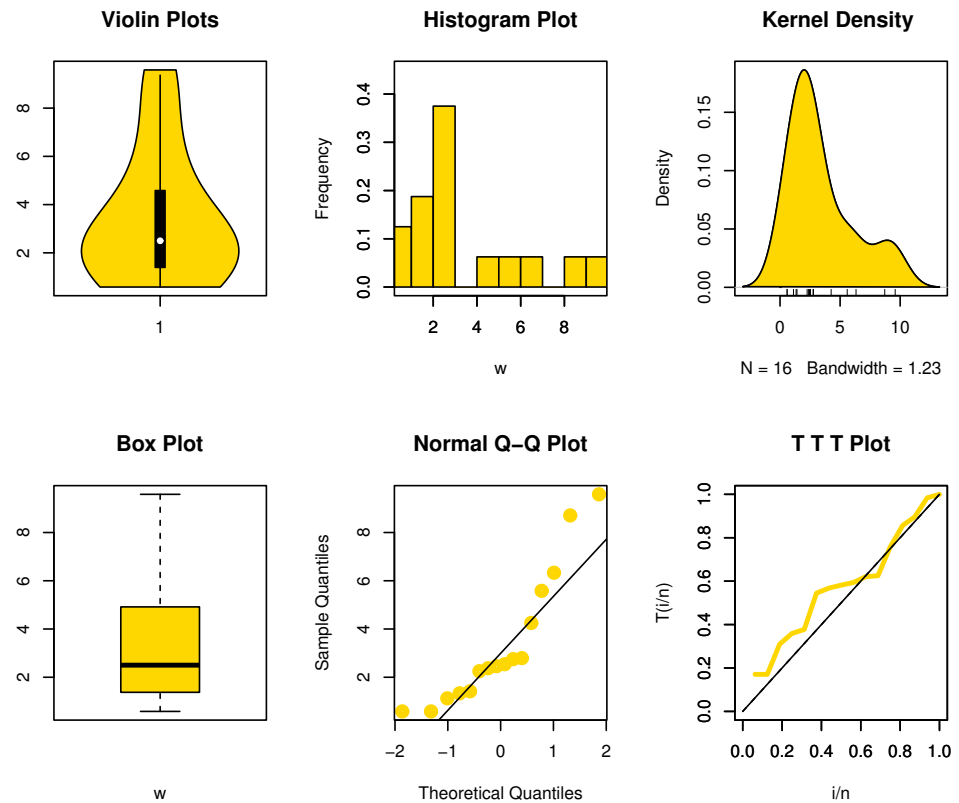 Violin Plots
8
6
4
2
1
Histogram Plot
Frequency
0.4
0.3
0.2
0.1
0.0
2 4 6 8
w
Kernel Density
Density
0.15
0.10
0.05
0.00
0 5 10
N = 16 Bandwidth = 1.23
Box Plot
8
6
4
2
w
Normal Q−Q Plot
Sample Quantiles
8
6
4
2
−2 −1 0 1 2
Theoretical Quantiles
T T T Plot
T(i/n)
1.0
0.8
0.6
0.4
0.2
0.0
0.0 0.2 0.4 0.6 0.8 1.0
i/n